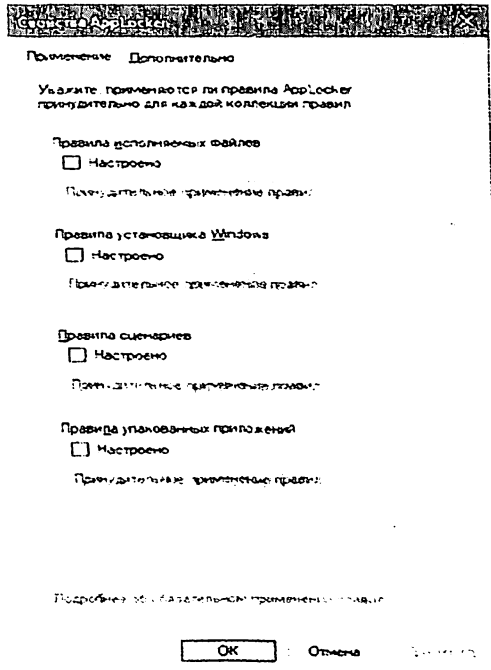 Свойства AppLocker
Применение Дополнительно
Укажите, применяются ли правила AppLocker
принудительно для каждой коллекции правил
Правила исполняемых файлов
Настроено
Принудительное применение правил
Правила установщика Windows
Настроено
Принудительное применение правил
Правила сценариев
Настроено
Принудительное применение правил
Правила упакованных приложений
Настроено
Принудительное применение правил
Подробнее об обязательном применении правил
ОК Отмена